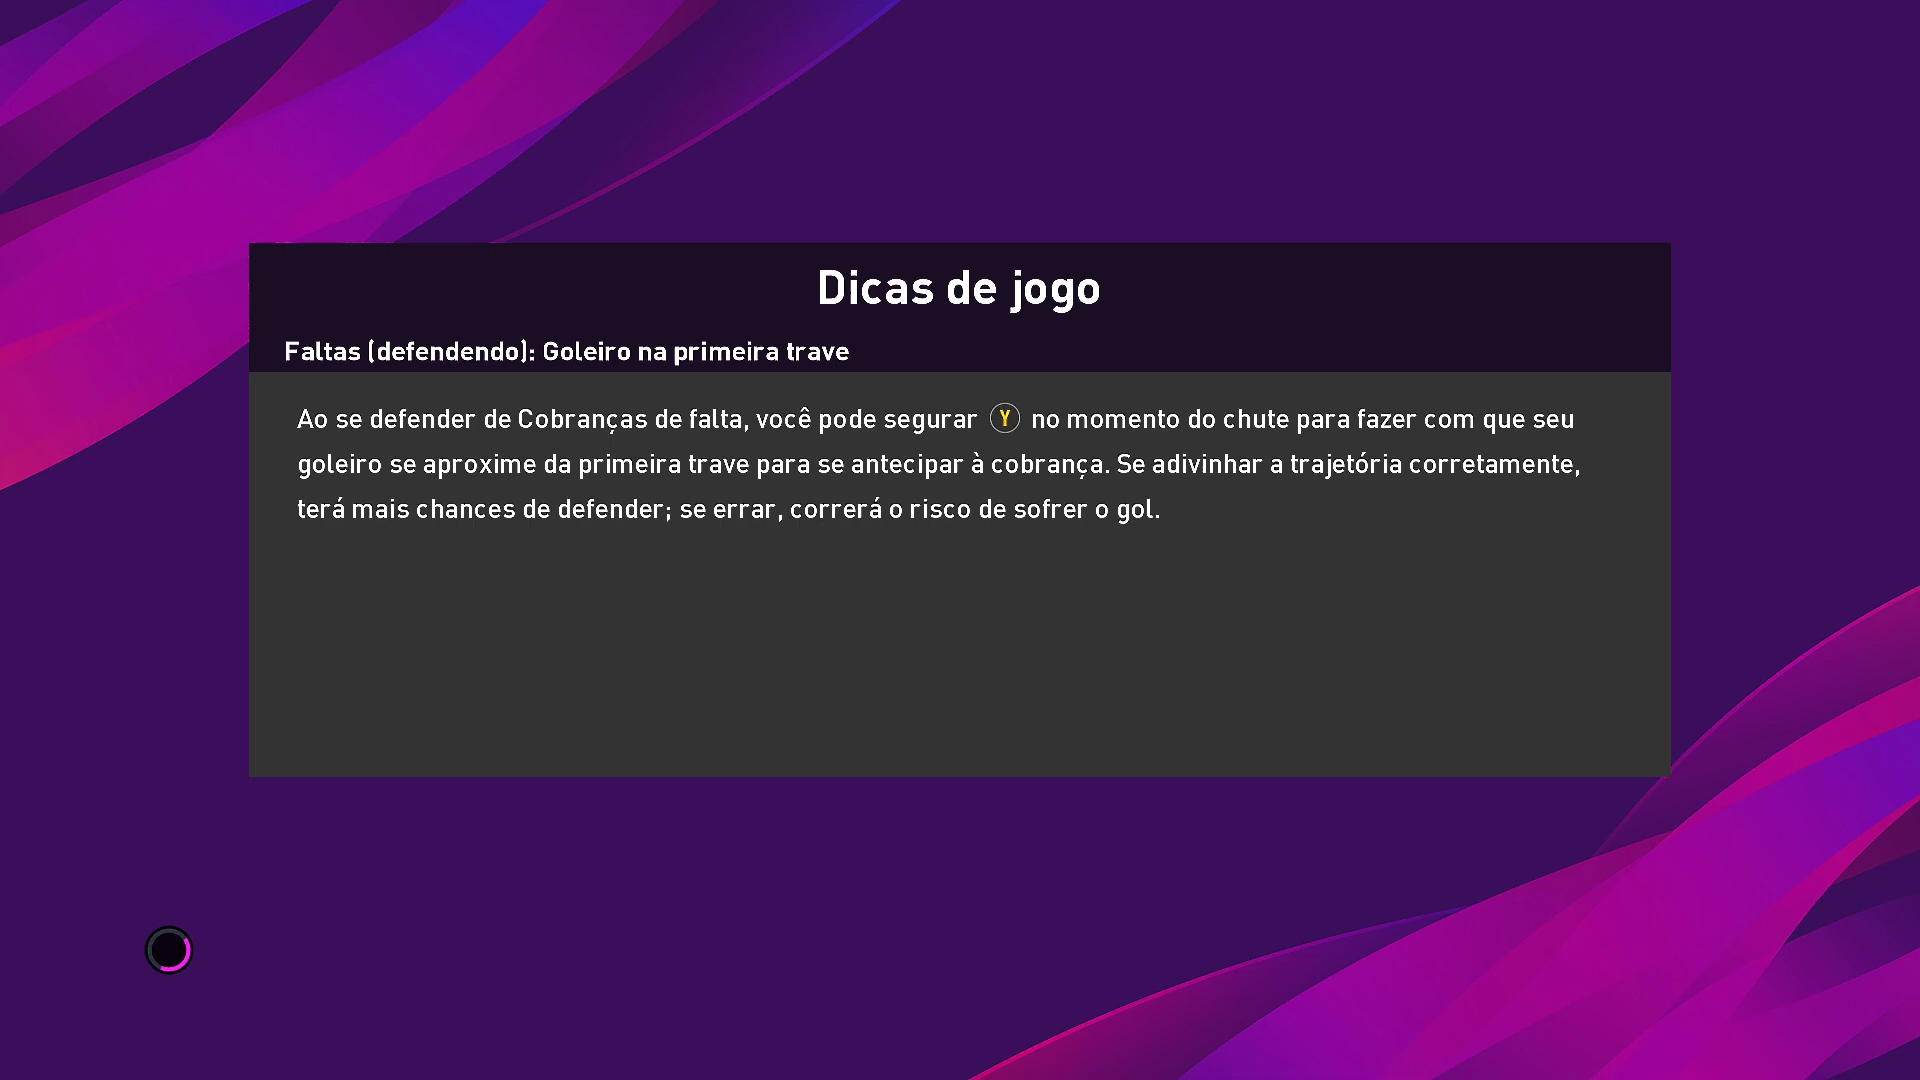 Dicas de jogo
Faltas (defendendo): Goleiro na primeira trave
Ao se defender de Cobranças de falta, você pode segurar Y no momento do chute para fazer com que seu
goleiro se aproxime da primeira trave para se antecipar à cobrança. Se adivinhar a trajetória corretamente,
terá mais chances de defender; se errar, correrá o risco de sofrer o gol.